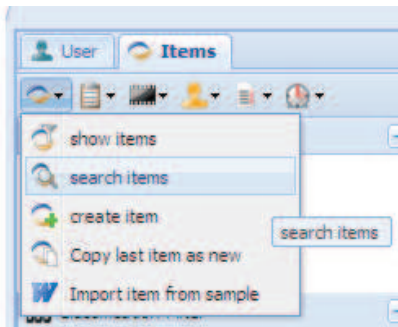 User Items
show items
search items
create item
search items
Copy last item as new
Import item from sample